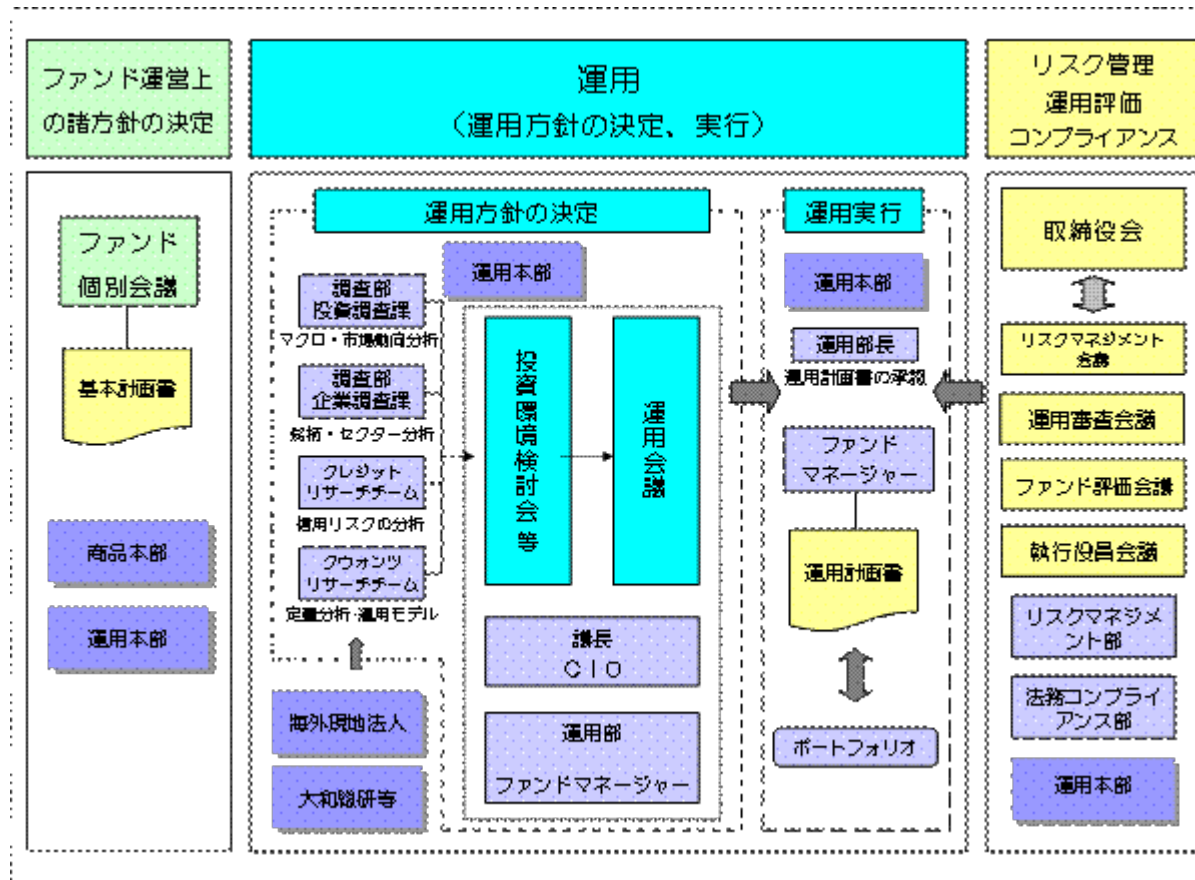 ファンド運営上
の諸方針の決定
運用
(運用方針の決定、実行)
リスク管理
運用評価
コンプライアンス
ファンド
個別会議
基本計画書
商品本部
運用本部
運用方針の決定
運用本部
調査部
投資調査課
マクロ・市場動向分析
調査部
企業調査課
銘柄・セクター分析
クレジット
リサーチチーム
信用リスクの分析
クウォンツ
リサーチチーム
定量分析・運用モデル
海外現地法人
大和総研等
投資環境検討会等
運用会議
議長
CIO
運用部
ファンドマネージャー
運用実行
運用本部
運用部長
運用計画書の承認
ファンド
マネージャー
運用計画書
ポートフォリオ
取締役会
リスクマネジメント
会議
運用審査会議
ファンド評価会議
執行役員会議
リスクマネジメ
ント部
法務コンプライ
アンス部
運用本部